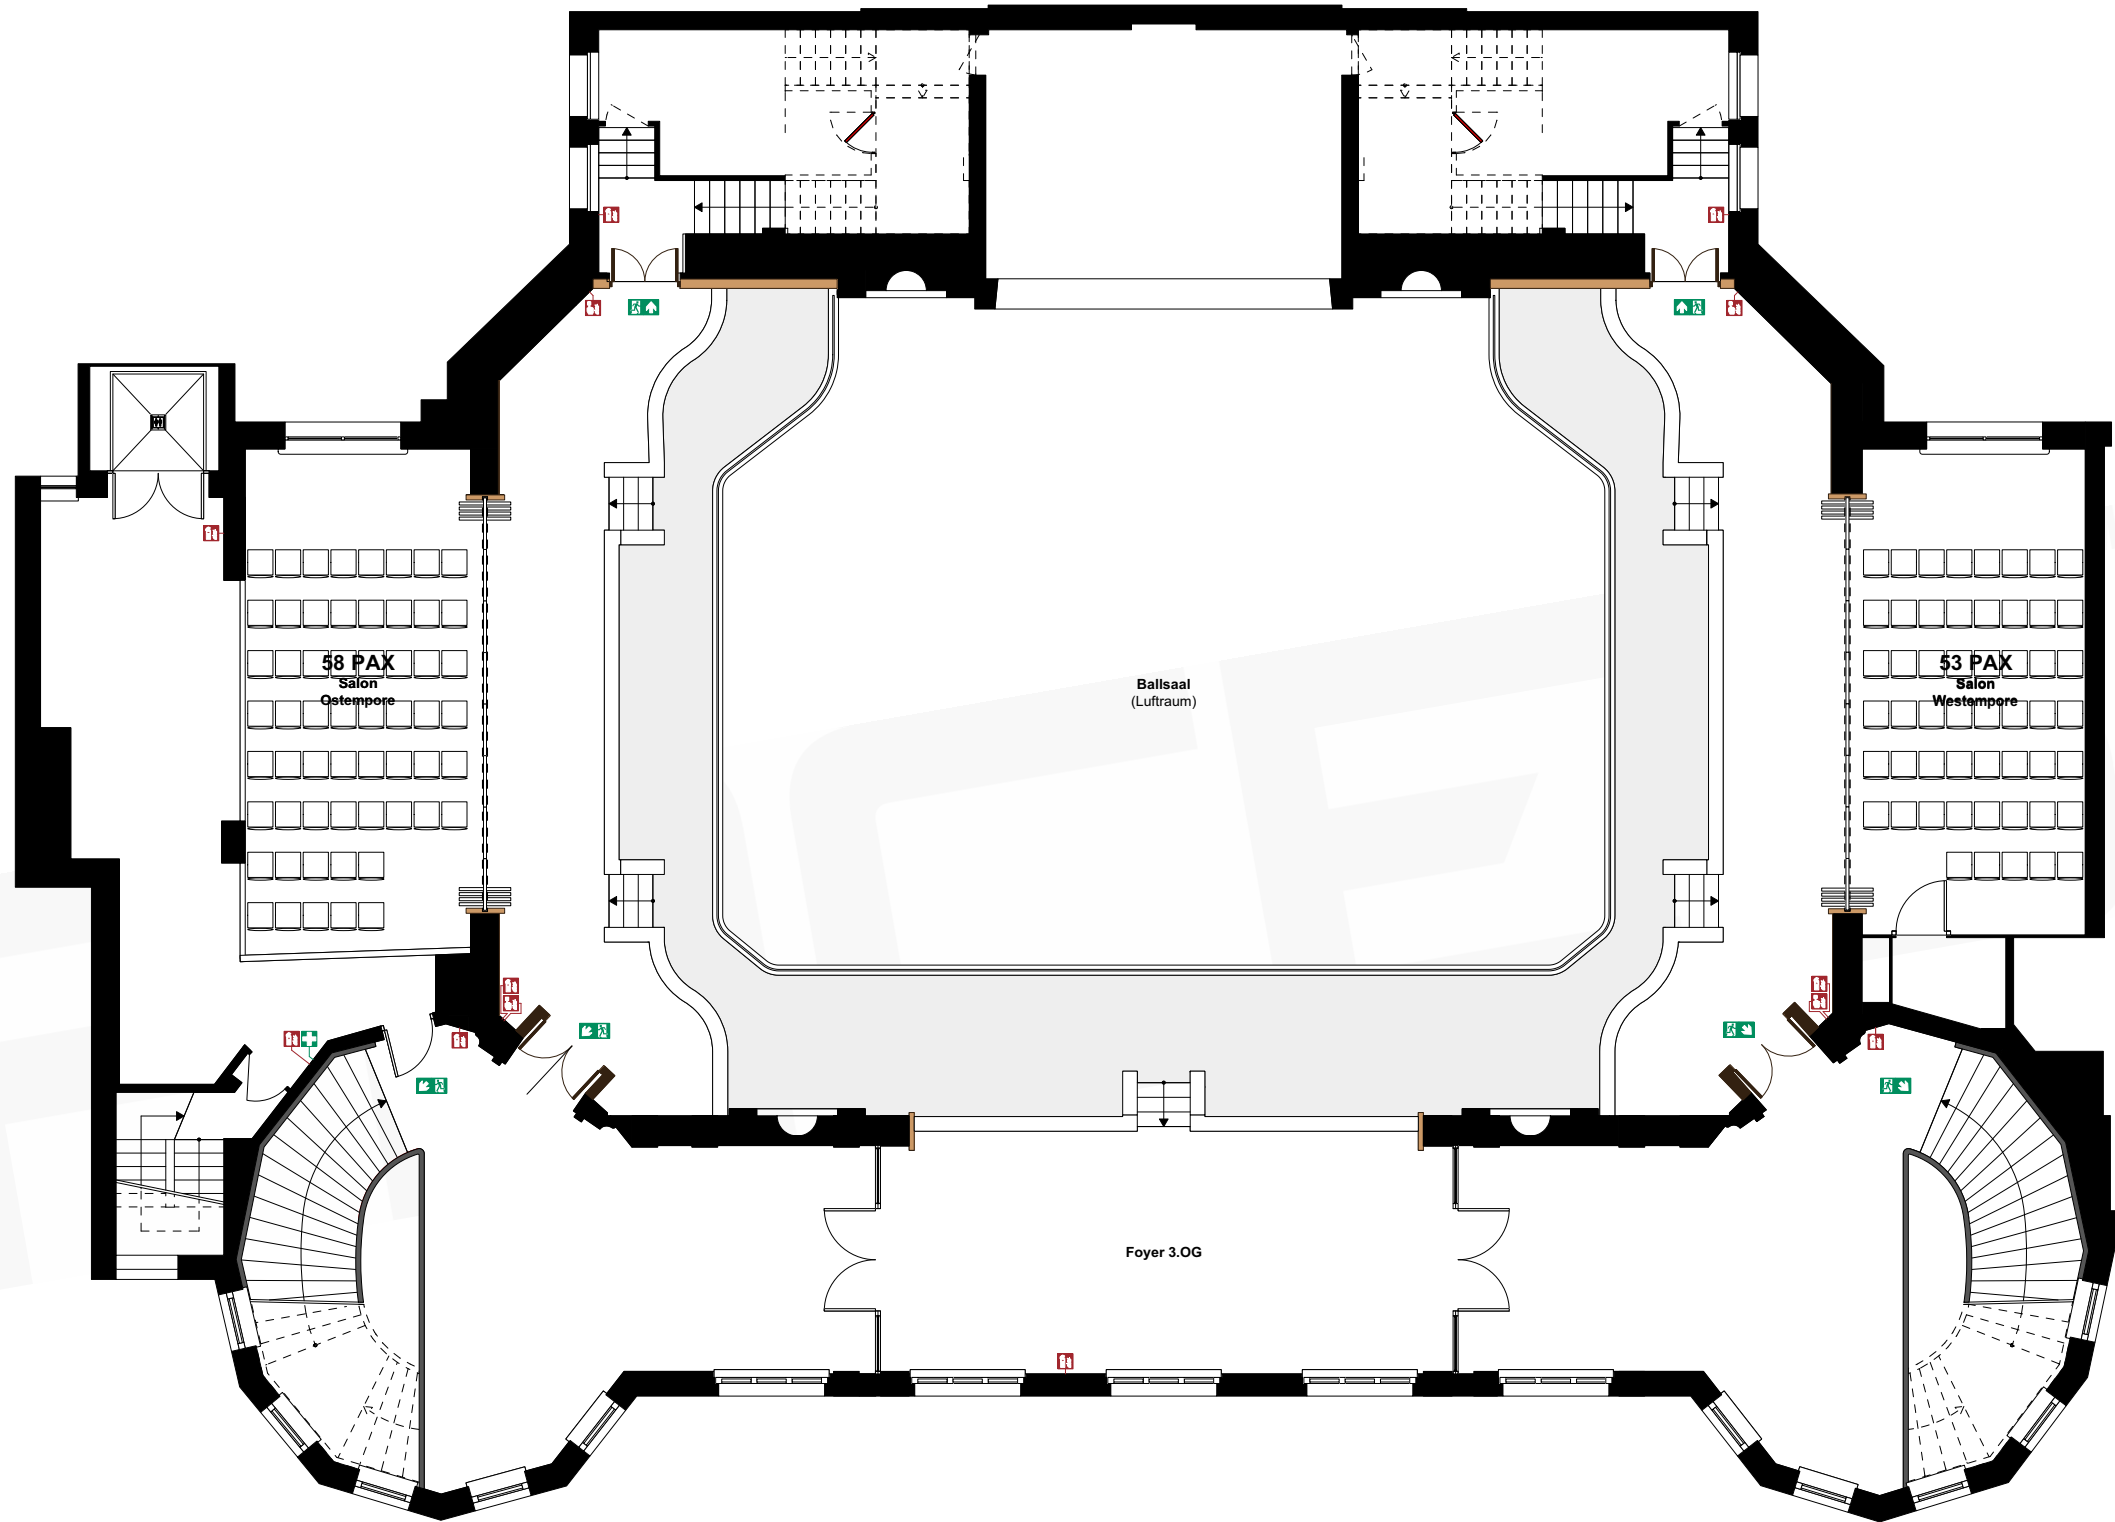 58 PAX
Salon
Ostempore
Ballsaal
(Luftraum)
53 PAX
Salon
Westempore
Foyer 3.OG